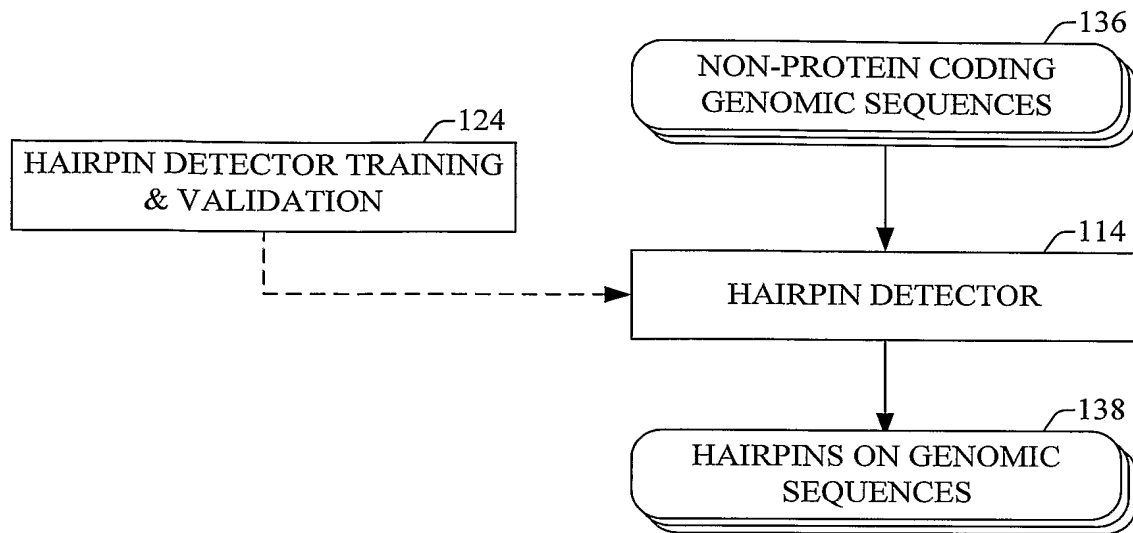 136
NON-PROTEIN CODING
GENOMIC SEQUENCES
124
HAIRPIN DETECTOR TRAINING
& VALIDATION
114
HAIRPIN DETECTOR
138
HAIRPINS ON GENOMIC
SEQUENCES